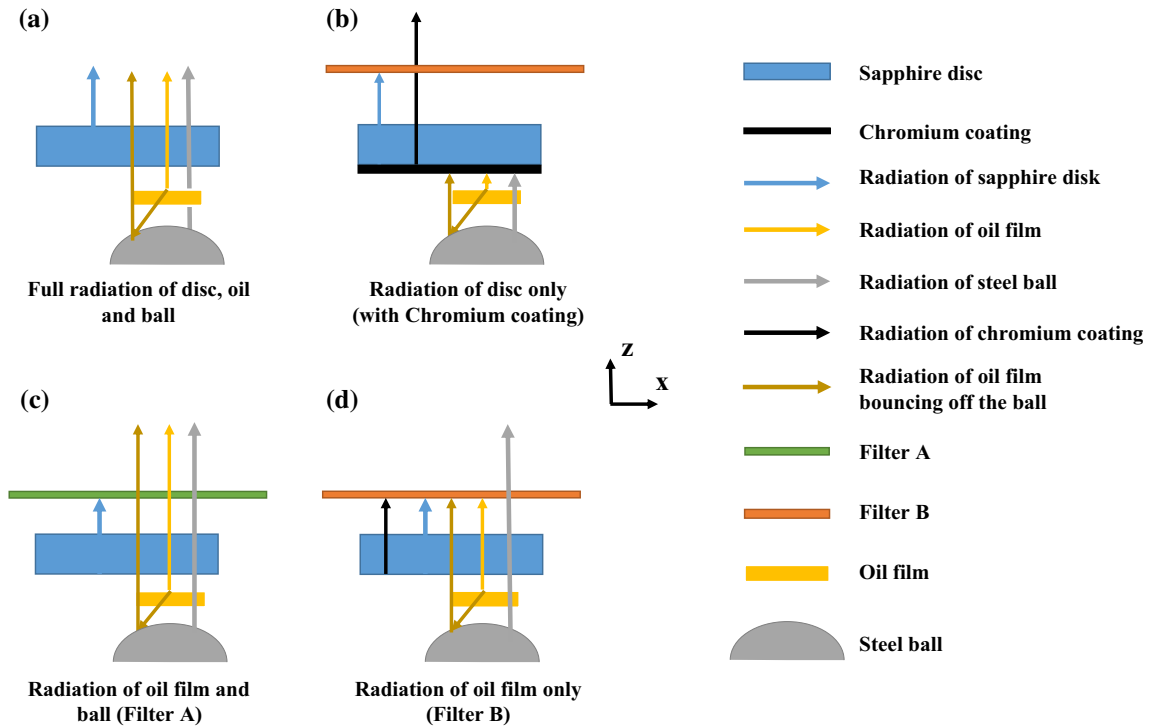 (a)
Full radiation of disc, oil
and ball
(b)
Radiation of disc only
(with Chromium coating)
z
x
(c)
Radiation of oil film and
ball (Filter A)
(d)
Radiation of oil film only
(Filter B)
Sapphire disc
Chromium coating
Radiation of sapphire disk
Radiation of oil film
Radiation of steel ball
Radiation of chromium coating
Radiation of oil film
bouncing off the ball
Filter A
Filter B
Oil film
Steel ball